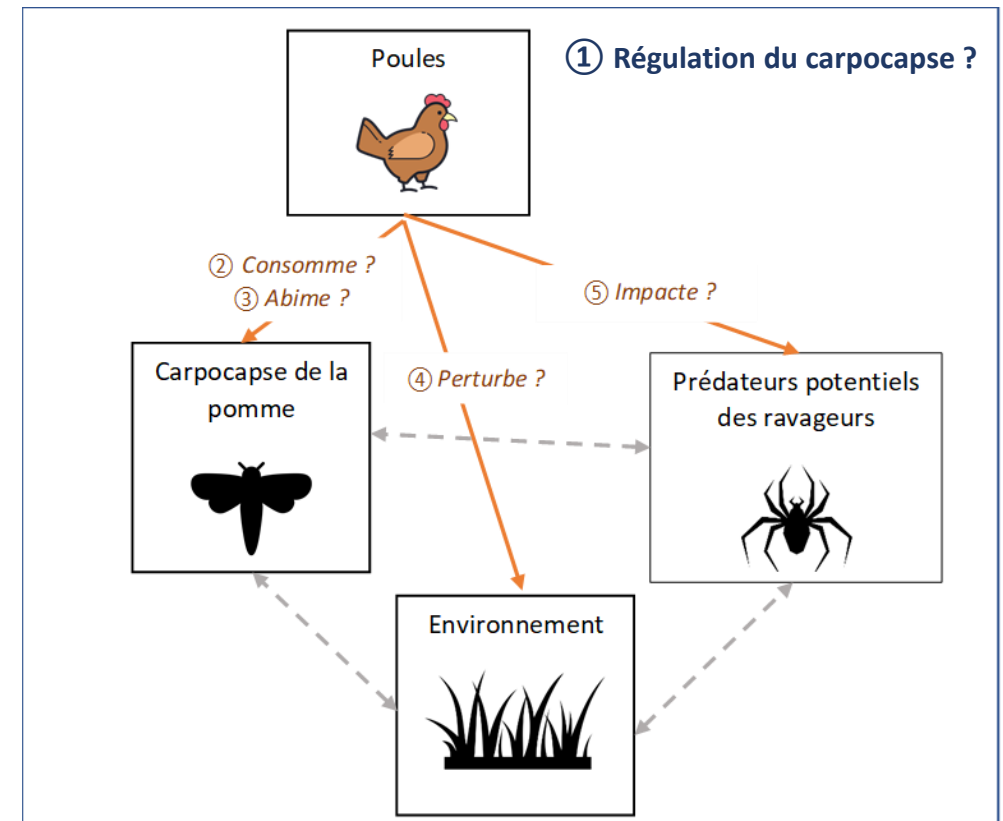 Poules
① Régulation du carpocapse ?
② Consomme ?
③ Abime ?
⑤ Impacte ?
Carpocapse de la
pomme
④ Perturbe ?
Prédateurs potentiels
des ravageurs
Environnement